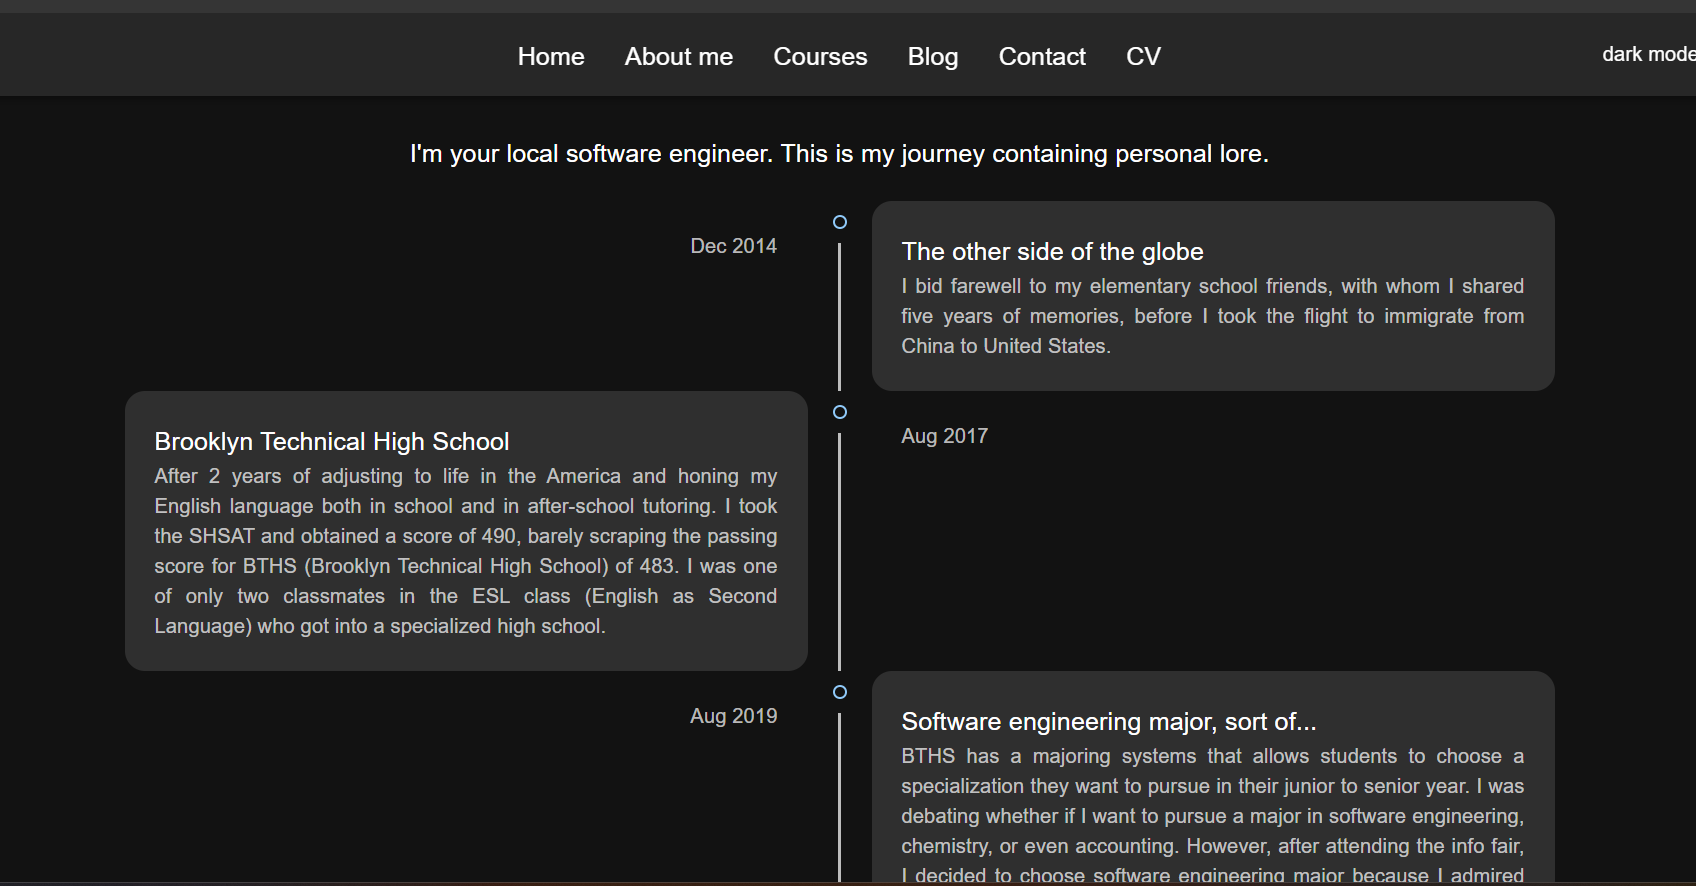 Home About me Courses Blog Contact CV dark mode
I'm your local software engineer. This is my journey containing personal lore.
Dec 2014
The other side of the globe
I bid farewell to my elementary school friends, with whom I shared
five years of memories, before I took the flight to immigrate from
China to United States.
Brooklyn Technical High School
After 2 years of adjusting to life in the America and honing my
English language both in school and in after-school tutoring. I took
the SHSAT and obtained a score of 490, barely scraping the passing
score for BTHS (Brooklyn Technical High School) of 483. I was one
of only two classmates in the ESL class (English as Second
Language) who got into a specialized high school.
Aug 2017
Aug 2019
Software engineering major, sort of...
BTHS has a majoring systems that allows students to choose a
specialization they want to pursue in their junior to senior year. I was
debating whether if I want to pursue a major in software engineering,
chemistry, or even accounting. However, after attending the info fair,
I decided to choose software engineering major because I admired